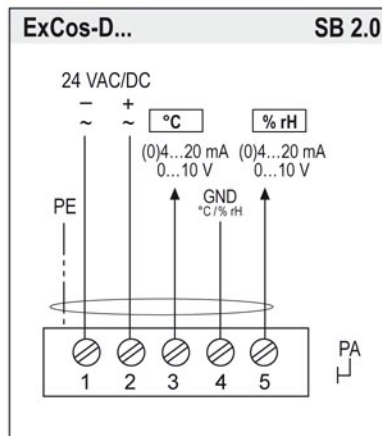 ExCos-D... SB 2.0
24 VAC/DC
– +
~ ~
°C % rH
(0)4...20 mA (0)4...20 mA
0...10 V 0...10 V
PE GND
°C / % rH
PA
1 2 3 4 5